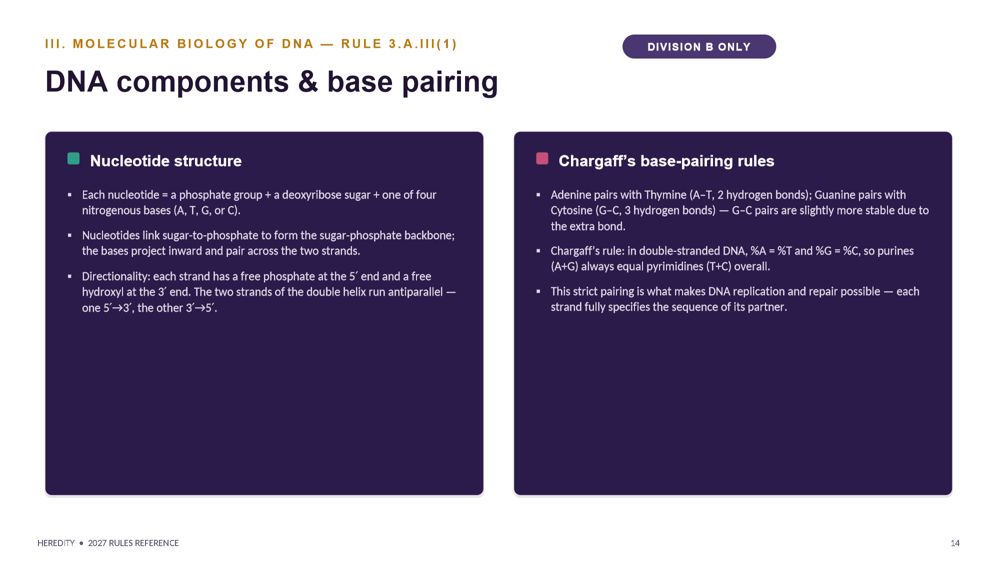 III. MOLECULAR BIOLOGY OF DNA — RULE 3.A.III(1)
DIVISION B ONLY
DNA components & base pairing
Nucleotide structure
▪ Each nucleotide = a phosphate group + a deoxyribose sugar + one of four
nitrogenous bases (A, T, G, or C).
▪ Nucleotides link sugar-to-phosphate to form the sugar-phosphate backbone;
the bases project inward and pair across the two strands.
▪ Directionality: each strand has a free phosphate at the 5′ end and a free
hydroxyl at the 3′ end. The two strands of the double helix run antiparallel —
one 5′→3′, the other 3′→5′.
Chargaff’s base-pairing rules
▪ Adenine pairs with Thymine (A–T, 2 hydrogen bonds); Guanine pairs with
Cytosine (G–C, 3 hydrogen bonds) — G–C pairs are slightly more stable due to
the extra bond.
▪ Chargaff’s rule: in double-stranded DNA, %A = %T and %G = %C, so purines
(A+G) always equal pyrimidines (T+C) overall.
▪ This strict pairing is what makes DNA replication and repair possible — each
strand fully specifies the sequence of its partner.
HEREDITY • 2027 RULES REFERENCE
14